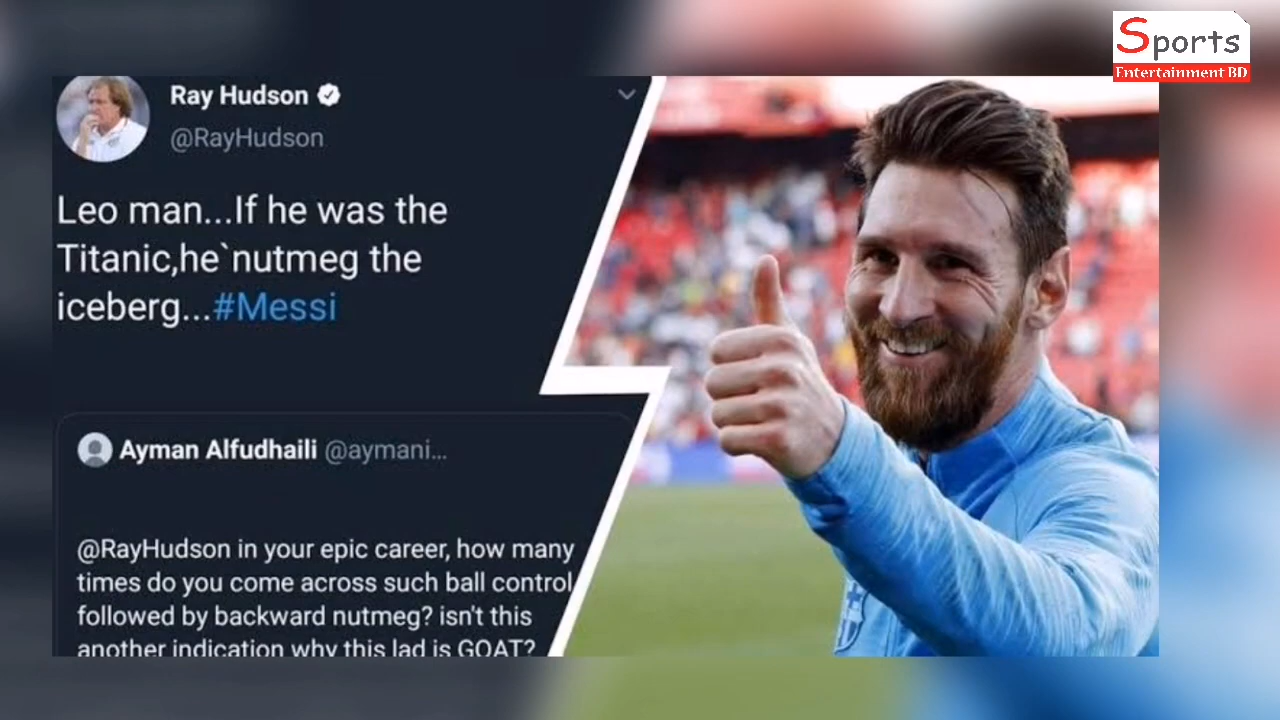 Sports
Entertainment BD
Ray Hudson
@RayHudson
Leo man...If he was the
Titanic,he`nutmeg the
iceberg...#Messi
Ayman Alfudhaili @aymani...
@RayHudson in your epic career, how many
times do you come across such ball control
followed by backward nutmeg? isn't this
another indication why this lad is GOAT?